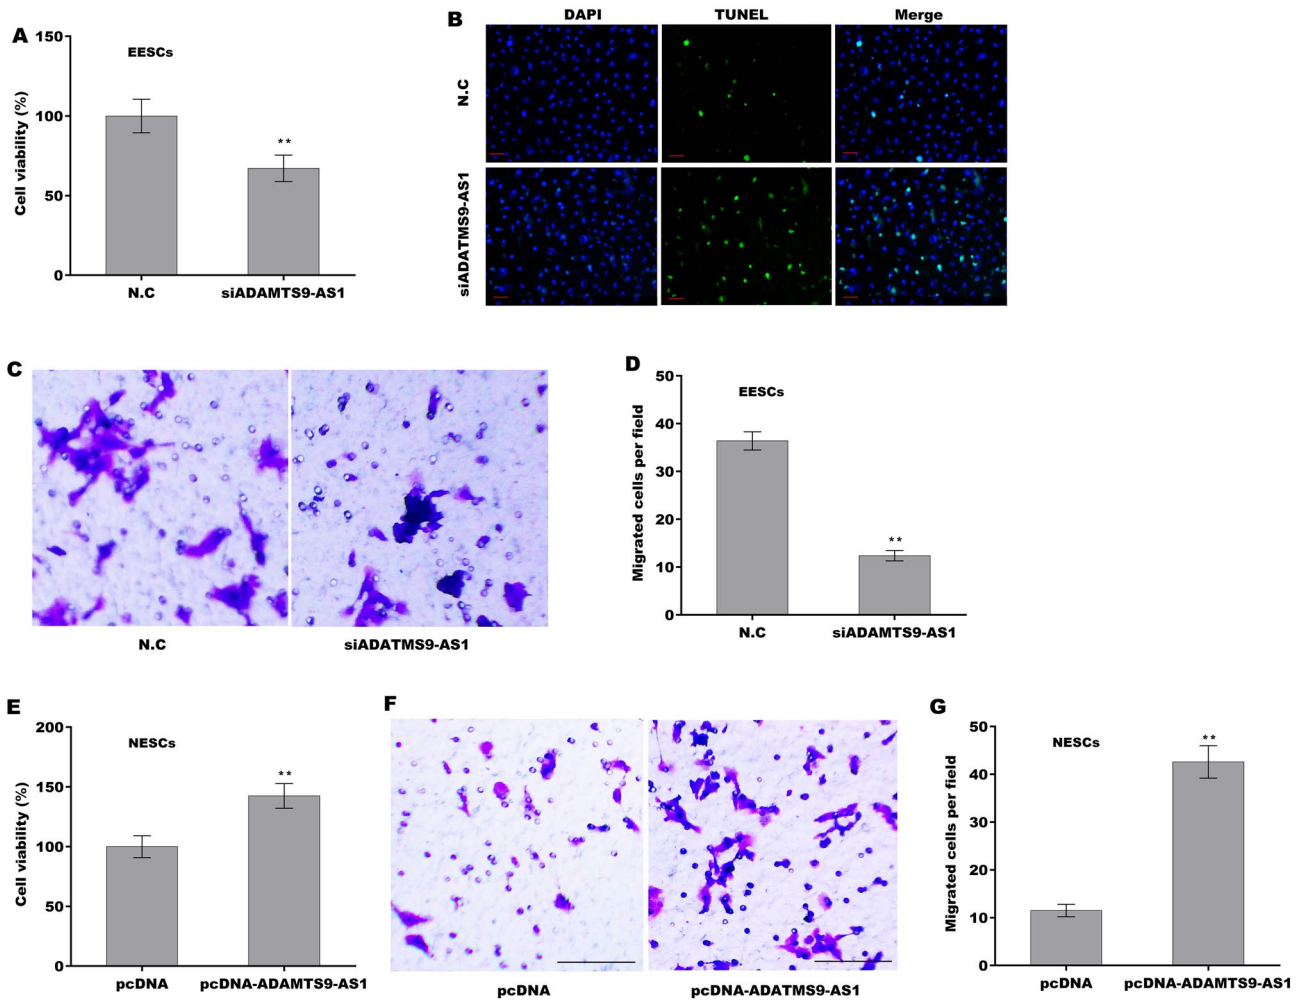 A
150
100
50
0
Cell viability (%)
EESCs
**
N.C
siADAMTS9-AS1
B
DAPI
TUNEL
Merge
N.C
siADATMS9-AS1
C
N.C
siADATMS9-AS1
D
50
40
30
20
10
0
Migrated cells per field
EESCs
**
N.C
siADAMTS9-AS1
E
200
150
100
50
0
Cell viability (%)
NESCs
**
pcDNA
pcDNA-ADAMTS9-AS1
F
pcDNA
pcDNA-ADATMS9-AS1
G
50
40
30
20
10
0
Migrated cells per field
NESCs
**
pcDNA
pcDNA-ADAMTS9-AS1